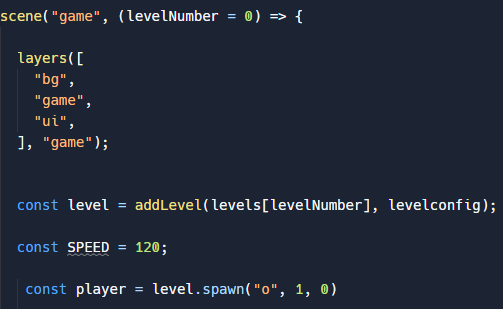 scene("game", (levelNumber = 0) => {
layers([
"bg",
"game",
"ui",
], "game");
const level = addLevel(levels[levelNumber], levelconfig);
const SPEED = 120;
const player = level.spawn("o", 1, 0)